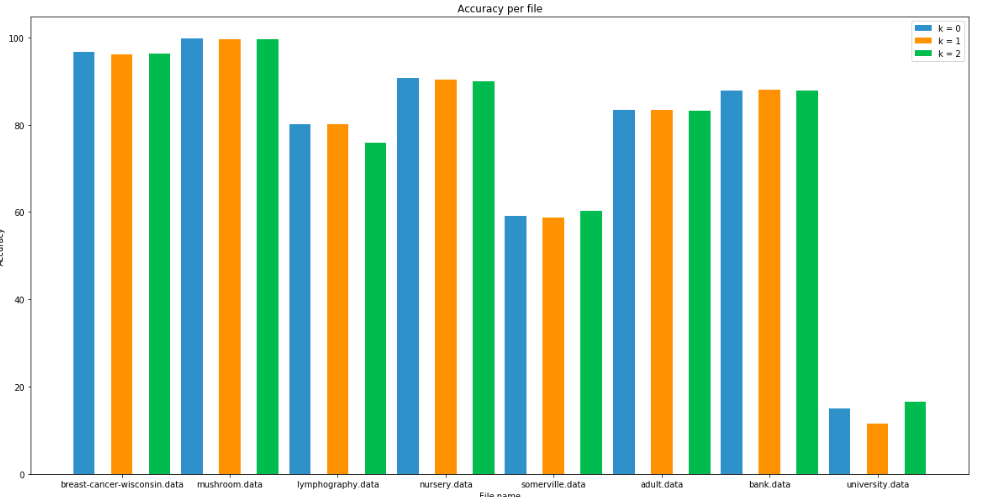 Accuracy per file
k = 0
k = 1
k = 2
100
80
60
40
20
0
Accuracy
breast-cancer-wisconsin.data
mushroom.data
lymphography.data
nursery.data
somerville.data
adult.data
bank.data
university.data
File name